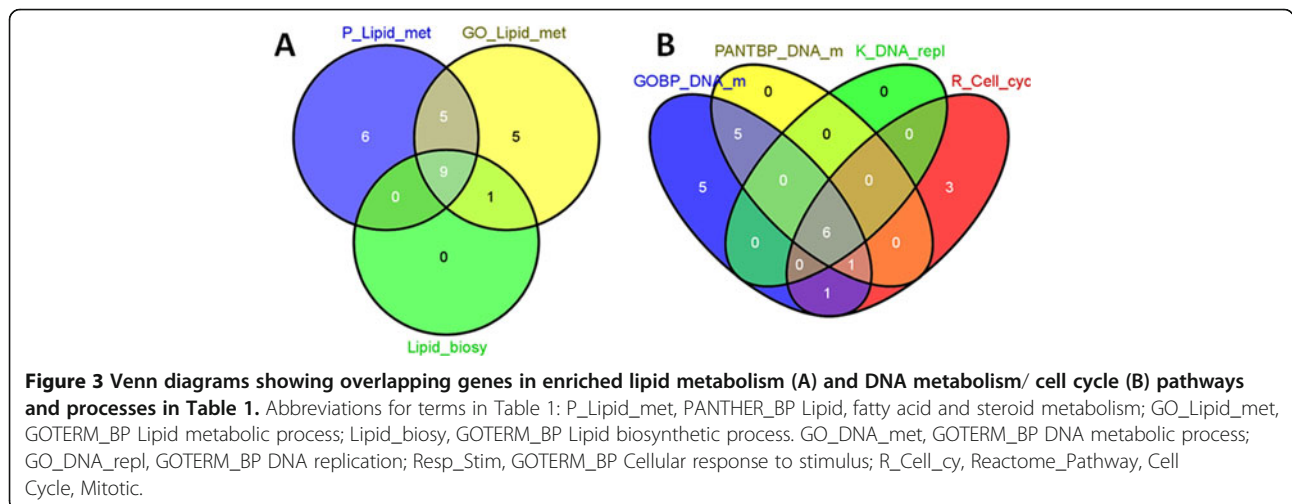 A
P_Lipid_met
GO_Lipid_met
6
5
5
9
0
1
0
Lipid_biosy
B
PANTBP_DNA_m
K_DNA_repl
GOBP_DNA_m
R_Cell_cyc
0
0
5
0
0
5
0
0
3
6
0
0
0
1
1
Figure 3 Venn diagrams showing overlapping genes in enriched lipid metabolism (A) and DNA metabolism/ cell cycle (B) pathways
and processes in Table 1. Abbreviations for terms in Table 1: P_Lipid_met, PANTHER_BP Lipid, fatty acid and steroid metabolism; GO_Lipid_met,
GOTERM_BP Lipid metabolic process; Lipid_biosy, GOTERM_BP Lipid biosynthetic process. GO_DNA_met, GOTERM_BP DNA metabolic process;
GO_DNA_repl, GOTERM_BP DNA replication; Resp_Stim, GOTERM_BP Cellular response to stimulus; R_Cell_cy, Reactome_Pathway, Cell
Cycle, Mitotic.